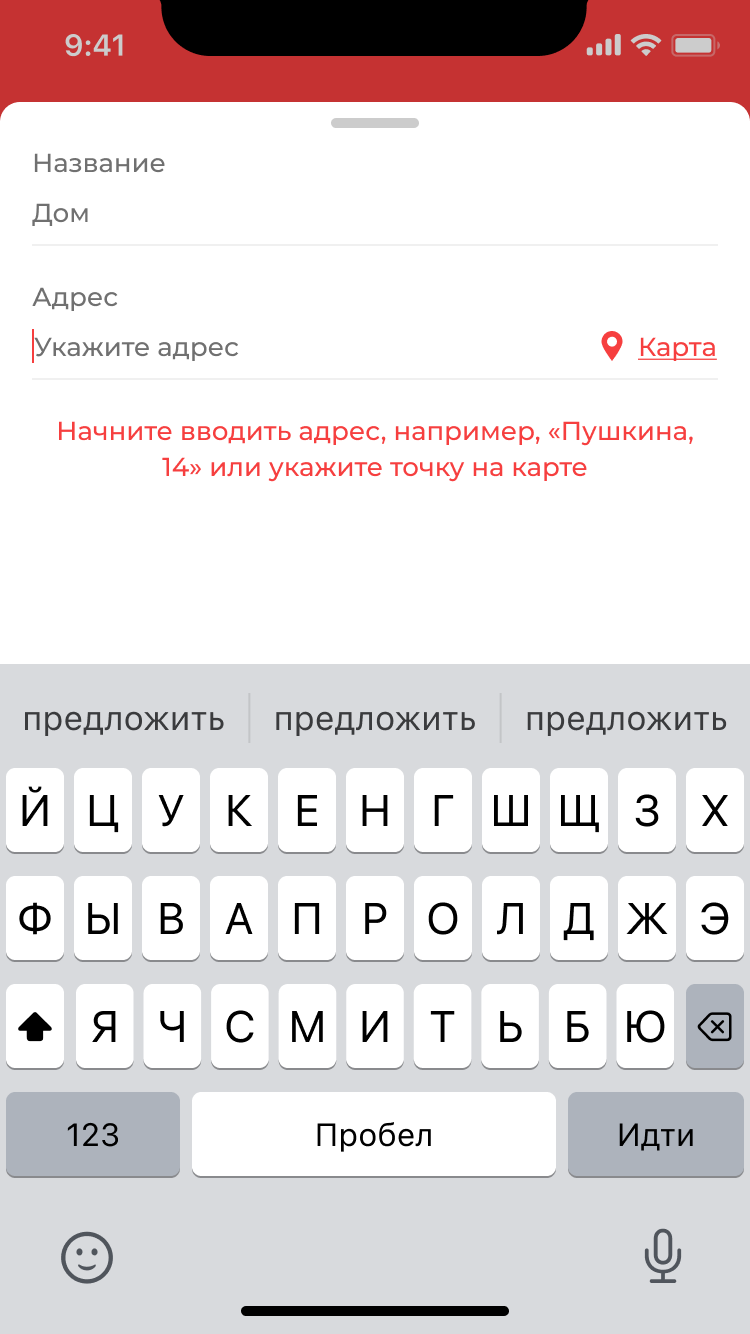 9:41
Название
Дом
Адрес
Укажите адрес
Карта
Начните вводить адрес, например, «Пушкина,
14» или укажите точку на карте
предложить предложить предложить
Й Ц У К Е Н Г Ш Щ З Х
Ф Ы В А П Р О Л Д Ж Э
Я Ч С М И Т Ь Б Ю
123 Пробел Идти